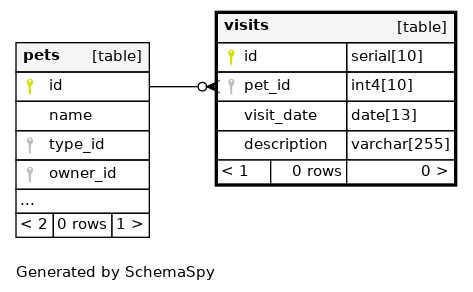 pets [table]
id
name
type_id
owner_id
...
< 2 0 rows 1 >
visits [table]
id serial[10]
pet_id int4[10]
visit_date date[13]
description varchar[255]
< 1 0 rows 0 >
Generated by SchemaSpy